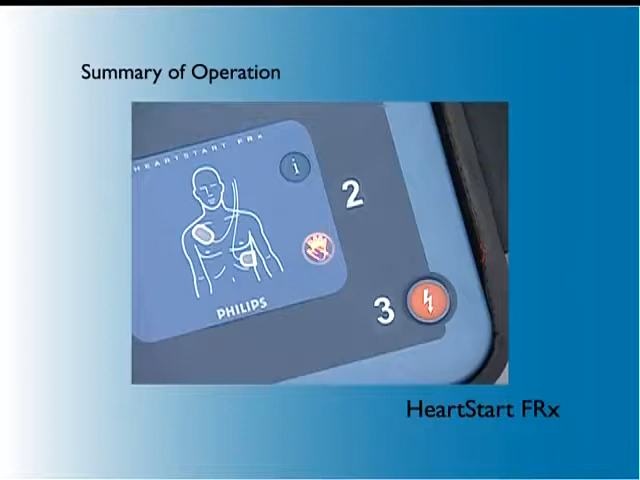 Summary of Operation
HEARTSTART FRx
i
2
PHILIPS
3
HeartStart FRx